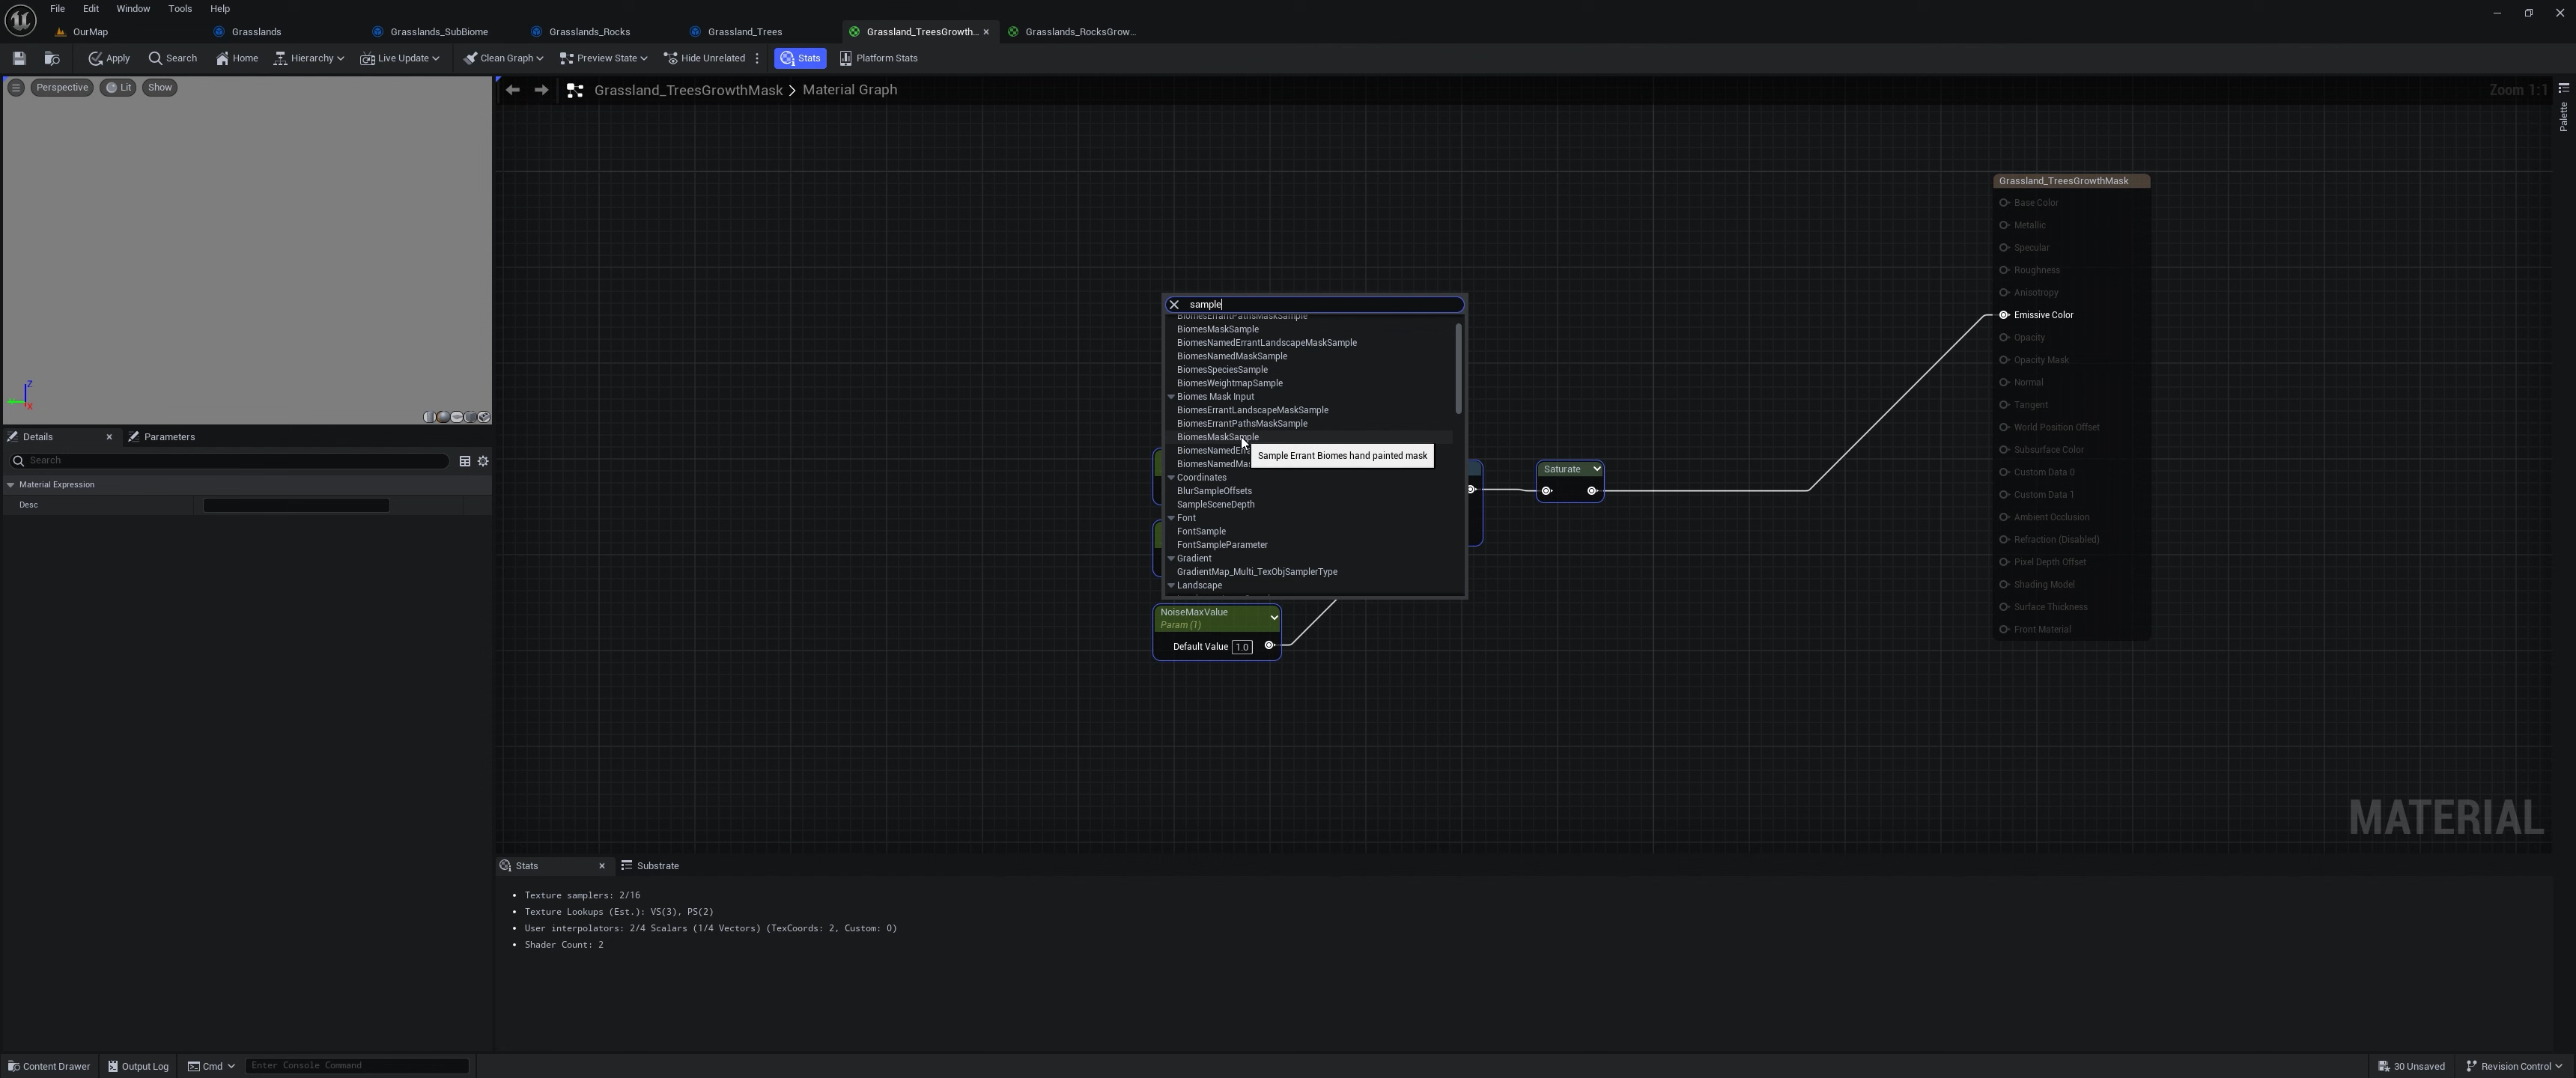 File Edit Window Tools Help
OurMap Grasslands Grasslands_SubBiome Grasslands_Rocks Grassland_Trees Grassland_TreesGrowth... Grasslands_RocksGrow...
Apply Search Home Hierarchy Live Update Clean Graph Preview State Hide Unrelated Stats Platform Stats
Perspective Lit Show
Grassland_TreesGrowthMask > Material Graph
Zoom 1:1
Palette
Grassland_TreesGrowthMask
Base Color
Metallic
Specular
Roughness
Anisotropy
Emissive Color
Opacity
Opacity Mask
Normal
Tangent
World Position Offset
Subsurface Color
Custom Data 0
Custom Data 1
Ambient Occlusion
Refraction (Disabled)
Pixel Depth Offset
Shading Model
Surface Thickness
Front Material
sample
BiomesErrantPathsMaskSample
BiomesMaskSample
BiomesNamedErrantLandscapeMaskSample
BiomesNamedMaskSample
BiomesSpeciesSample
BiomesWeightmapSample
Biomes Mask Input
BiomesErrantLandscapeMaskSample
BiomesErrantPathsMaskSample
BiomesMaskSample
Sample Errant Biomes hand painted mask
BiomesNamedErr
BiomesNamedMa
Coordinates
BlurSampleOffsets
SampleSceneDepth
Font
FontSample
FontSampleParameter
Gradient
GradientMap_Multi_TexObjSamplerType
Landscape
Saturate
NoiseMaxValue
Param (1)
Default Value 1.0
Z
X
Details Parameters
Search
Material Expression
Desc
MATERIAL
Stats Substrate
• Texture samplers: 2/16
• Texture Lookups (Est.): VS(3), PS(2)
• User interpolators: 2/4 Scalars (1/4 Vectors) (TexCoords: 2, Custom: 0)
• Shader Count: 2
Content Drawer Output Log Cmd Enter Console Command 30 Unsaved Revision Control